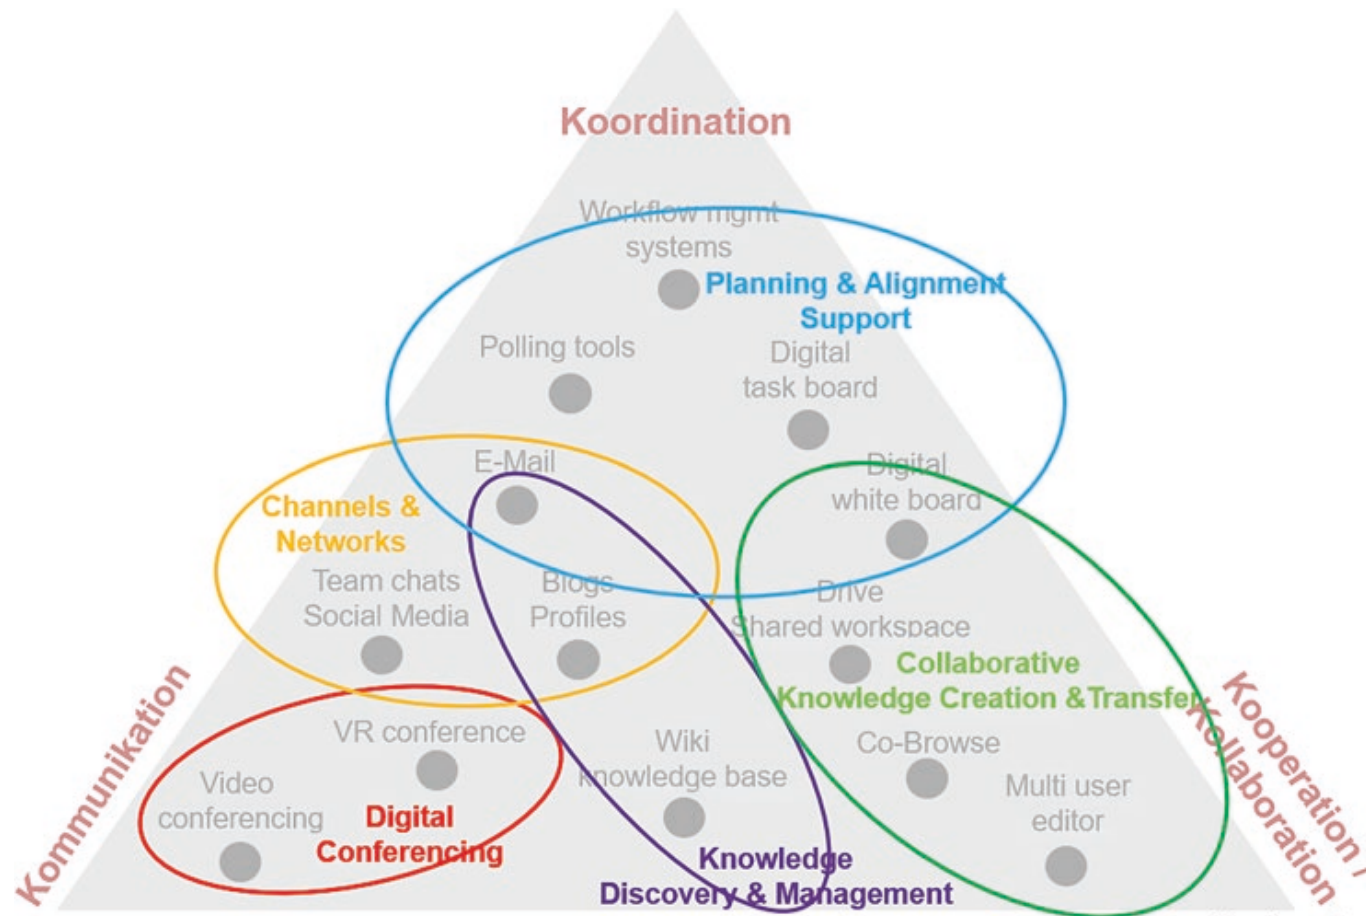 Koordination
Workflow mgmt
systems
Planning & Alignment
Support
Polling tools
Digital
task board
E-Mail
Digital
white board
Channels &
Networks
Team chats
Social Media
Blogs
Profiles
Drive
Shared workspace
Collaborative
Knowledge Creation &Transfer
Kommunikation
Kooperation /
Kollaboration
VR conference
Wiki
knowledge base
Co-Browse
Video
conferencing
Digital
Conferencing
Multi user
editor
Knowledge
Discovery & Management